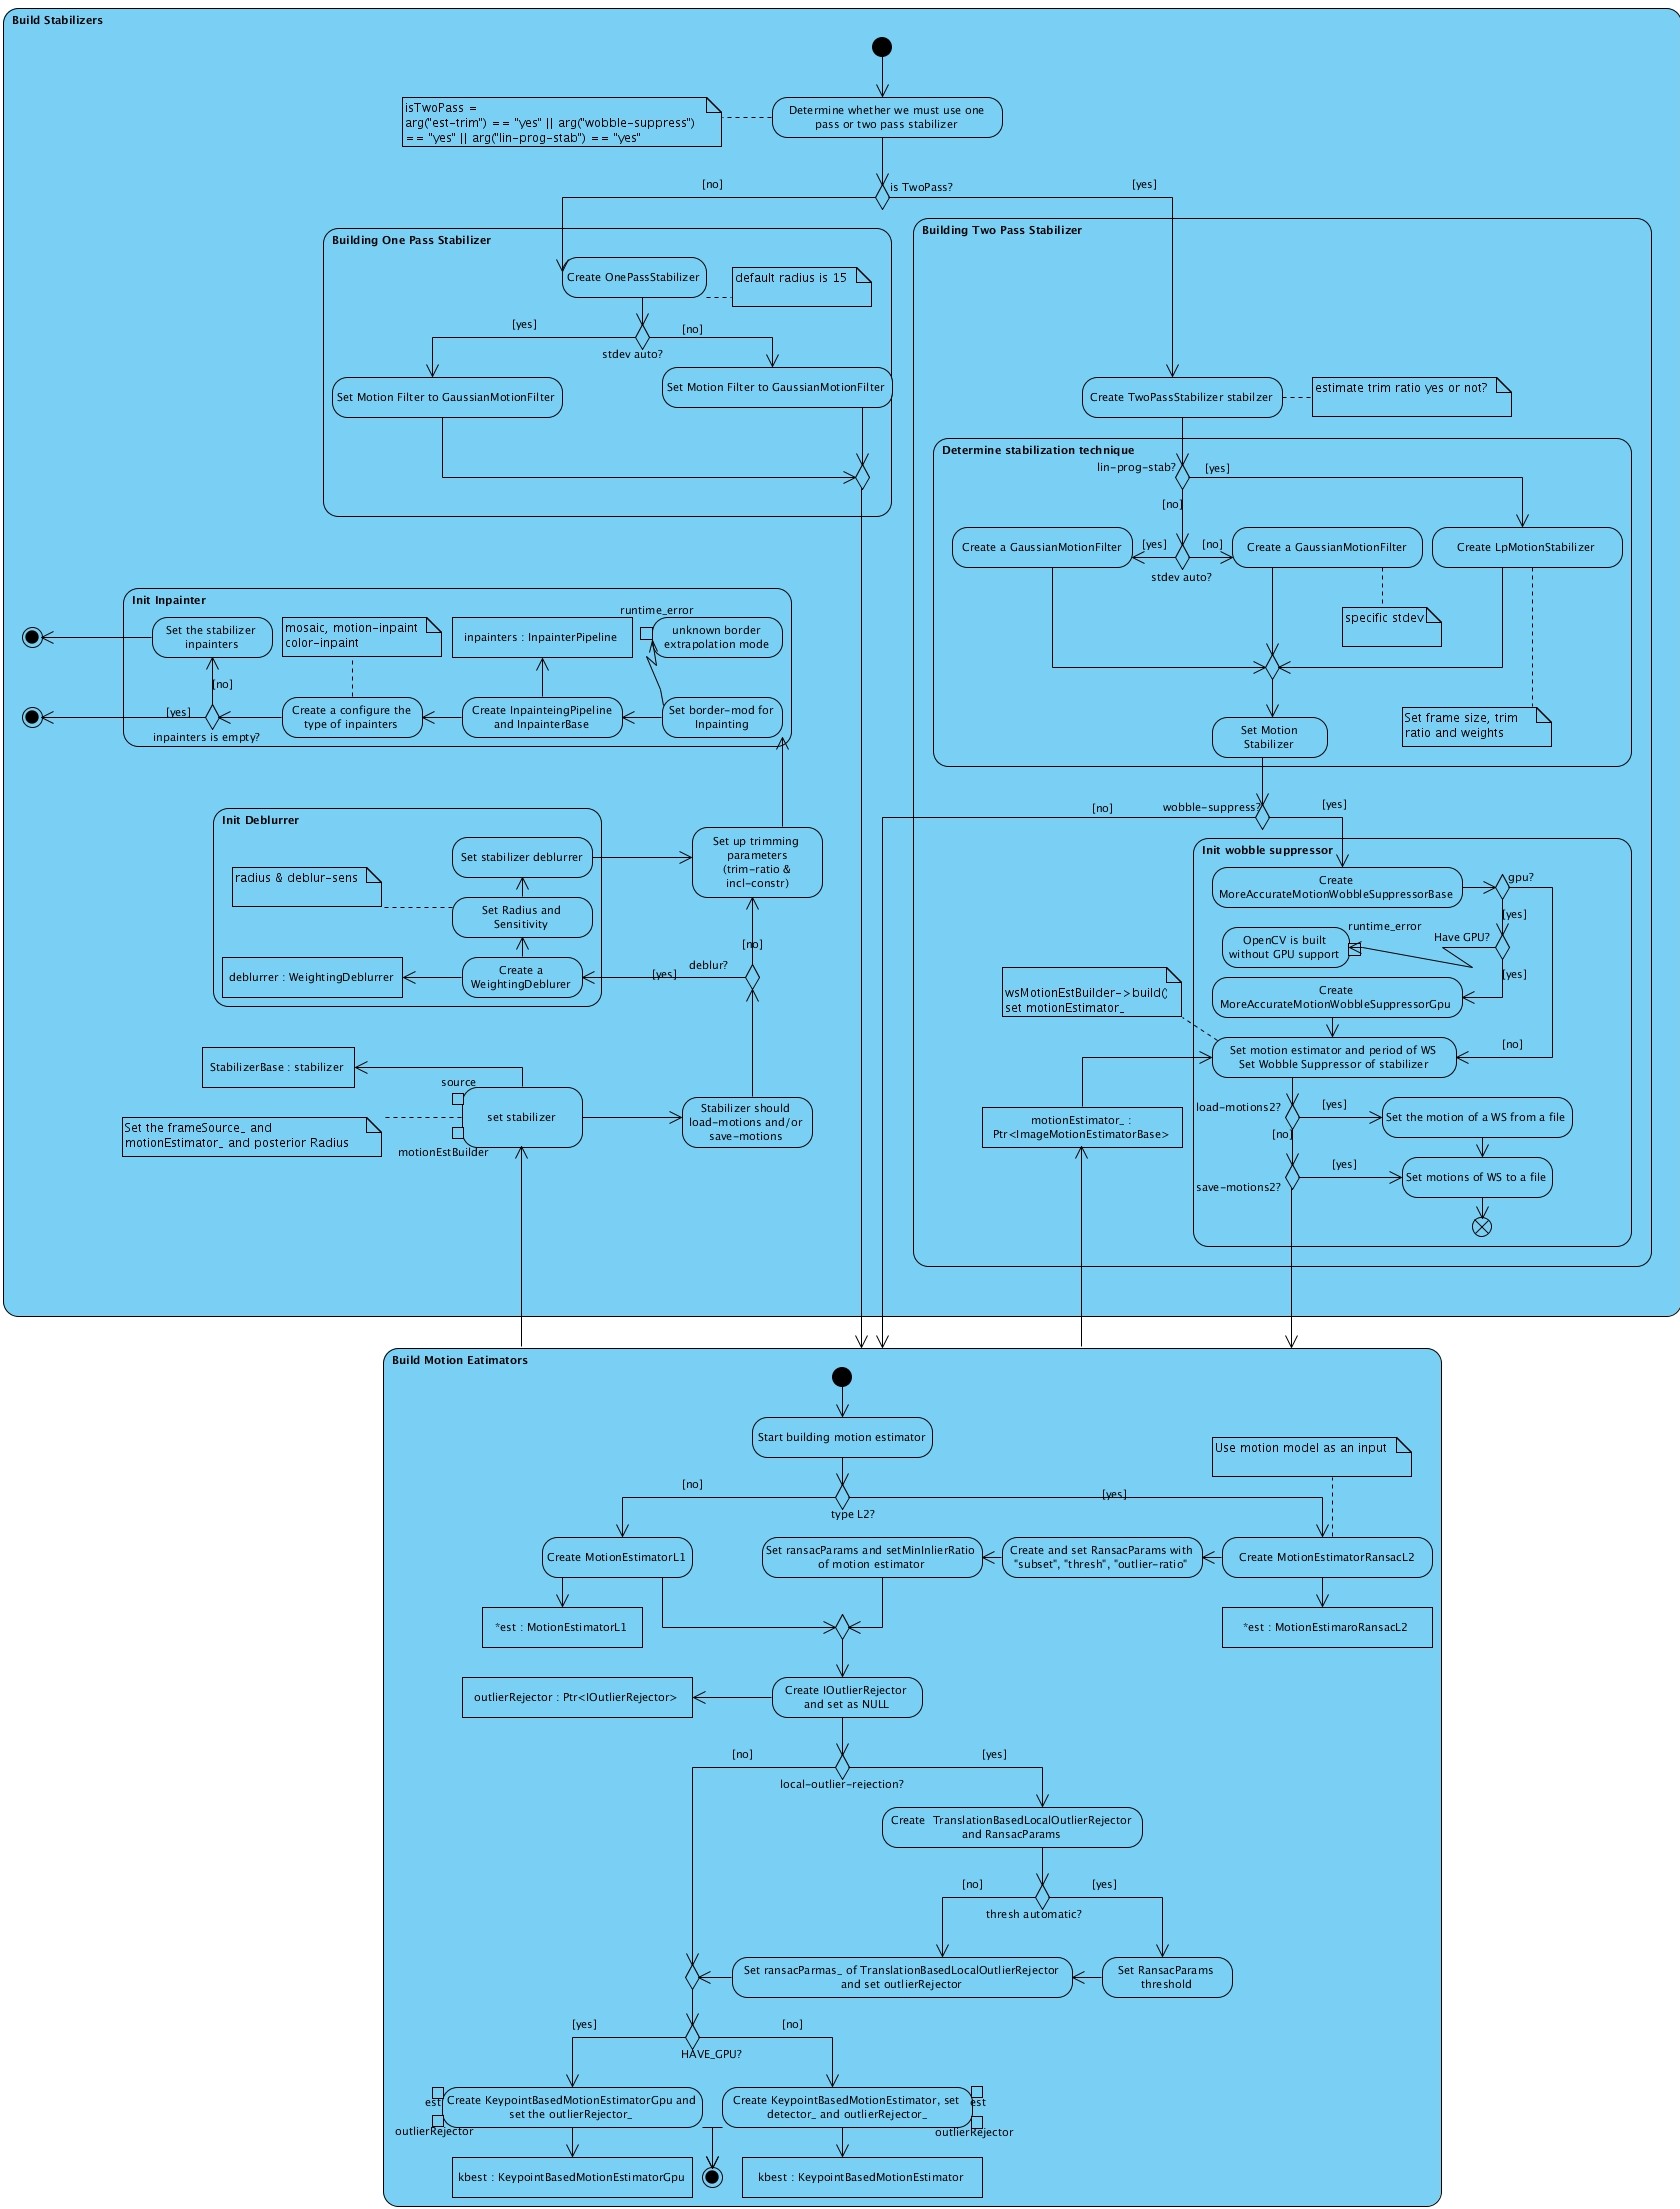 Build Stabilizers
isTwoPass =
arg("est-trim") == "yes" || arg("wobble-suppress")
== "yes" || arg("lin-prog-stab") == "yes"
Determine whether we must use one
pass or two pass stabilizer
[no]
is TwoPass?
[yes]
Building One Pass Stabilizer
Create OnePassStabilizer
default radius is 15
[yes]
[no]
stdev auto?
Set Motion Filter to GaussianMotionFilter
Set Motion Filter to GaussianMotionFilter
Building Two Pass Stabilizer
Create TwoPassStabilizer stabilzer
estimate trim ratio yes or not?
Determine stabilization technique
lin-prog-stab?
[yes]
[no]
Create a GaussianMotionFilter
[yes]
[no]
stdev auto?
Create a GaussianMotionFilter
Create LpMotionStabilizer
specific stdev
Set Motion
Stabilizer
Set frame size, trim
ratio and weights
Init Inpainter
Set the stabilizer
inpainters
mosaic, motion-inpaint
color-inpaint
inpainters : InpainterPipeline
runtime_error
unknown border
extrapolation mode
[no]
[yes]
inpainters is empty?
Create a configure the
type of inpainters
Create InpainteingPipeline
and InpainterBase
Set border-mod for
Inpainting
[no]
wobble-suppress?
[yes]
Init Deblurrer
Set stabilizer deblurrer
radius & deblur-sens
Set Radius and
Sensitivity
deblurrer : WeightingDeblurrer
Create a
WeightingDeblurer
Set up trimming
parameters
(trim-ratio &
incl-constr)
[no]
deblur?
[yes]
StabilizerBase : stabilizer
source
set stabilizer
Set the frameSource_ and
motionEstimator_ and posterior Radius
motionEstBuilder
Stabilizer should
load-motions and/or
save-motions
Init wobble suppressor
Create
MoreAccurateMotionWobbleSuppressorBase
gpu?
[yes]
runtime_error
Have GPU?
OpenCV is built
without GPU support
[yes]
Create
MoreAccurateMotionWobbleSuppressorGpu
wsMotionEstBuilder->build();
set motionEstimator_
[no]
Set motion estimator and period of WS
Set Wobble Suppressor of stabilizer
motionEstimator_ :
Ptr<ImageMotionEstimatorBase>
load-motions2?
[yes]
Set the motion of a WS from a file
[no]
[yes]
save-motions2?
Set motions of WS to a file
Build Motion Eatimators
Start building motion estimator
[no]
[yes]
type L2?
Use motion model as an input
Create MotionEstimatorL1
Set ransacParams and setMinInlierRatio
of motion estimator
Create and set RansacParams with
"subset", "thresh", "outlier-ratio"
Create MotionEstimatorRansacL2
*est : MotionEstimatorL1
*est : MotionEstimaroRansacL2
outlierRejector : Ptr<IOutlierRejector>
Create IOutlierRejector
and set as NULL
[no]
[yes]
local-outlier-rejection?
Create  TranslationBasedLocalOutlierRejector
and RansacParams
[no]
[yes]
thresh automatic?
Set ransacParmas_ of TranslationBasedLocalOutlierRejector
and set outlierRejector
Set RansacParams
threshold
[yes]
[no]
HAVE_GPU?
est
outlierRejector
Create KeypointBasedMotionEstimatorGpu and
set the outlierRejector_
Create KeypointBasedMotionEstimator, set
detector_ and outlierRejector_
est
outlierRejector
kbest : KeypointBasedMotionEstimatorGpu
kbest : KeypointBasedMotionEstimator